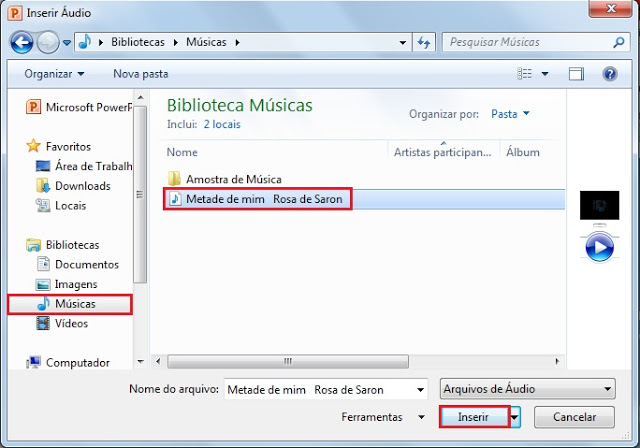 Inserir Áudio
Bibliotecas Músicas
Pesquisar Músicas
Organizar Nova pasta
Microsoft PowerP
Favoritos
Área de Trabalh
Downloads
Locais
Bibliotecas
Documentos
Imagens
Músicas
Vídeos
Computador
Biblioteca Músicas
Inclui: 2 locais
Organizar por: Pasta
Nome Artistas participan... Álbum
Amostra de Música
Metade de mim Rosa de Saron
Nome do arquivo: Metade de mim Rosa de Saron Arquivos de Áudio
Ferramentas Inserir Cancelar